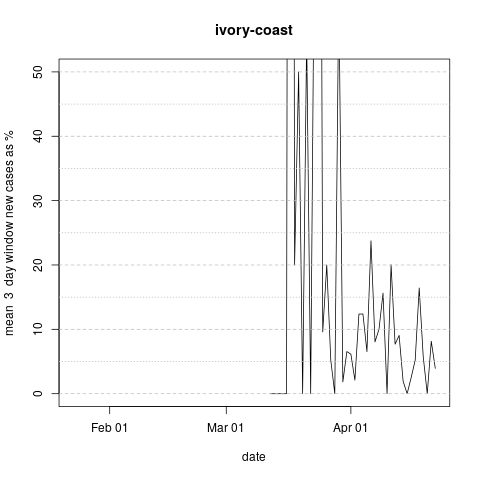 ivory-coast
mean 3 day window new cases as %
50
40
30
20
10
0
Feb 01
Mar 01
Apr 01
date